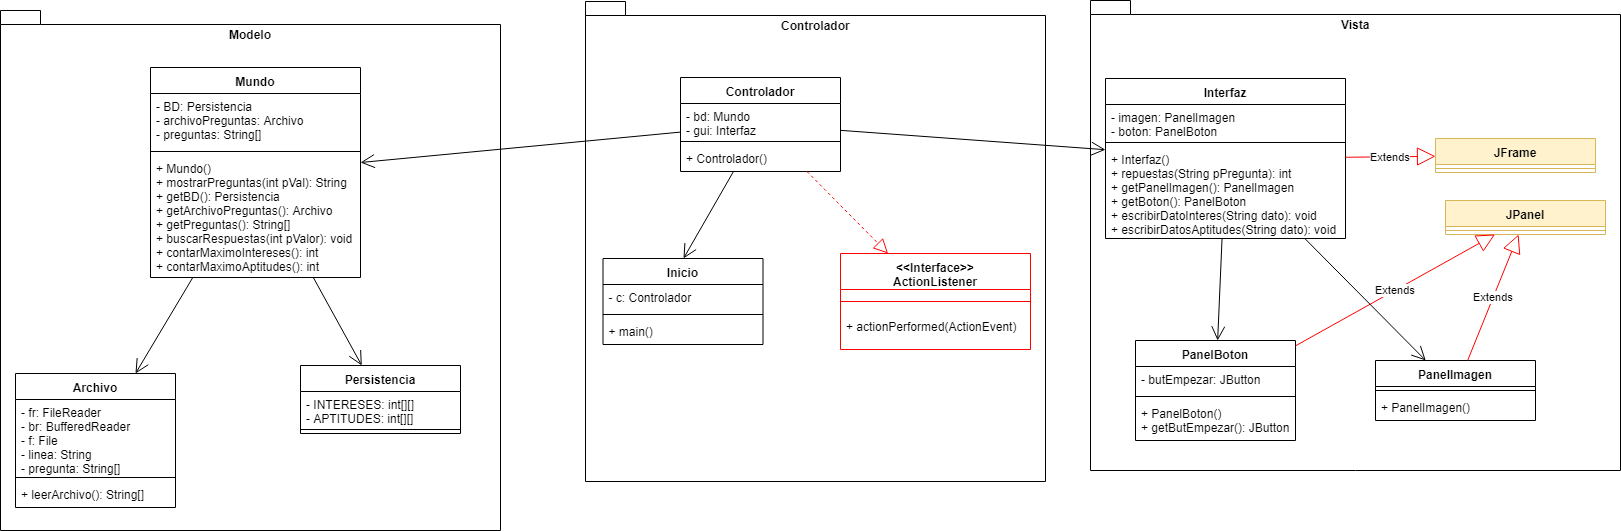 Modelo
Mundo
- BD: Persistencia
- archivoPreguntas: Archivo
- preguntas: String[]
+ Mundo()
+ mostrarPreguntas(int pVal): String
+ getBD(): Persistencia
+ getArchivoPreguntas(): Archivo
+ getPreguntas(): String[]
+ buscarRespuestas(int pValor): void
+ contarMaximoIntereses(): int
+ contarMaximoAptitudes(): int
Archivo
- fr: FileReader
- br: BufferedReader
- f: File
- linea: String
- pregunta: String[]
+ leerArchivo(): String[]
Persistencia
- INTERESES: int[][]
- APTITUDES: int[][]
Controlador
Controlador
- bd: Mundo
- gui: Interfaz
+ Controlador()
Inicio
- c: Controlador
+ main()
<<Interface>>
ActionListener
+ actionPerformed(ActionEvent)
Vista
Interfaz
- imagen: PanelImagen
- boton: PanelBoton
+ Interfaz()
+ repuestas(String pPregunta): int
+ getPanelImagen(): PanelImagen
+ getBoton(): PanelBoton
+ escribirDatoInteres(String dato): void
+ escribirDatosAptitudes(String dato): void
Extends
JFrame
JPanel
Extends
Extends
PanelBoton
- butEmpezar: JButton
+ PanelBoton()
+ getButEmpezar(): JButton
PanelImagen
+ PanelImagen()